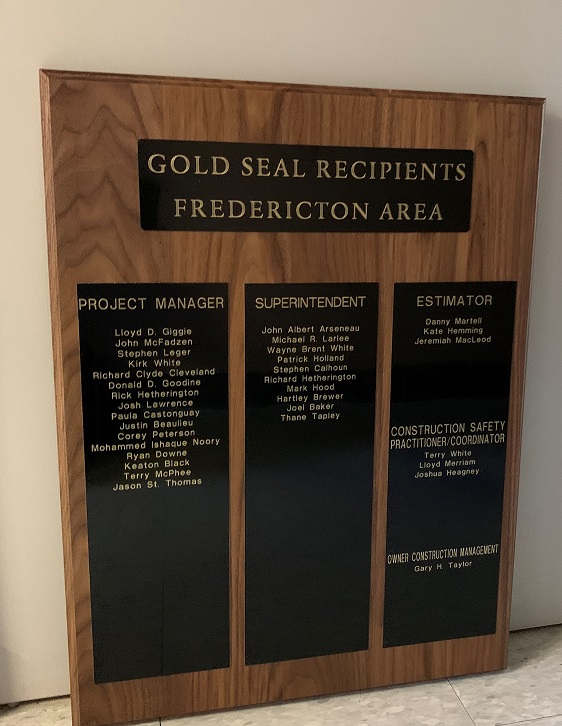 GOLD SEAL RECIPIENTS
FREDERICTON AREA
PROJECT MANAGER
Lloyd D. Giggie
John McFadzen
Stephen Leger
Kirk White
Richard Clyde Cleveland
Donald D. Goodine
Rick Hetherington
Josh Lawrence
Paula Castonguay
Justin Beaulieu
Corey Peterson
Mohammed Ishaque Noory
Ryan Downe
Keaton Black
Terry McPhee
Jason St. Thomas
SUPERINTENDENT
John Albert Arseneau
Michael R. Larlee
Wayne Brent White
Patrick Holland
Stephen Calhoun
Richard Hetherington
Mark Hood
Hartley Brewer
Joel Baker
Thane Tapley
ESTIMATOR
Danny Martell
Kate Hemming
Jeremiah MacLeod
CONSTRUCTION SAFETY
PRACTITIONER/COORDINATOR
Terry White
Lloyd Merriam
Joshua Heagney
OWNER CONSTRUCTION MANAGEMENT
Gary H. Taylor